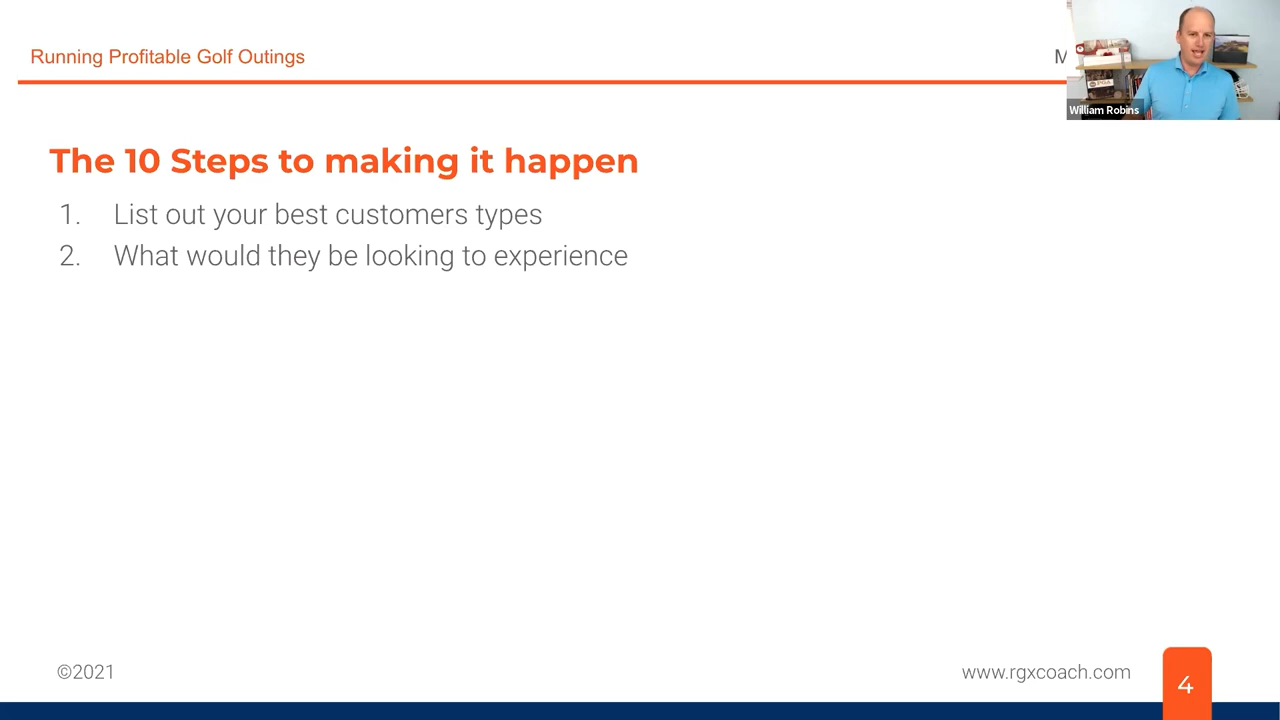 Running Profitable Golf Outings
M
William Robins
The 10 Steps to making it happen
1. List out your best customers types
2. What would they be looking to experience
©2021
www.rgxcoach.com
4